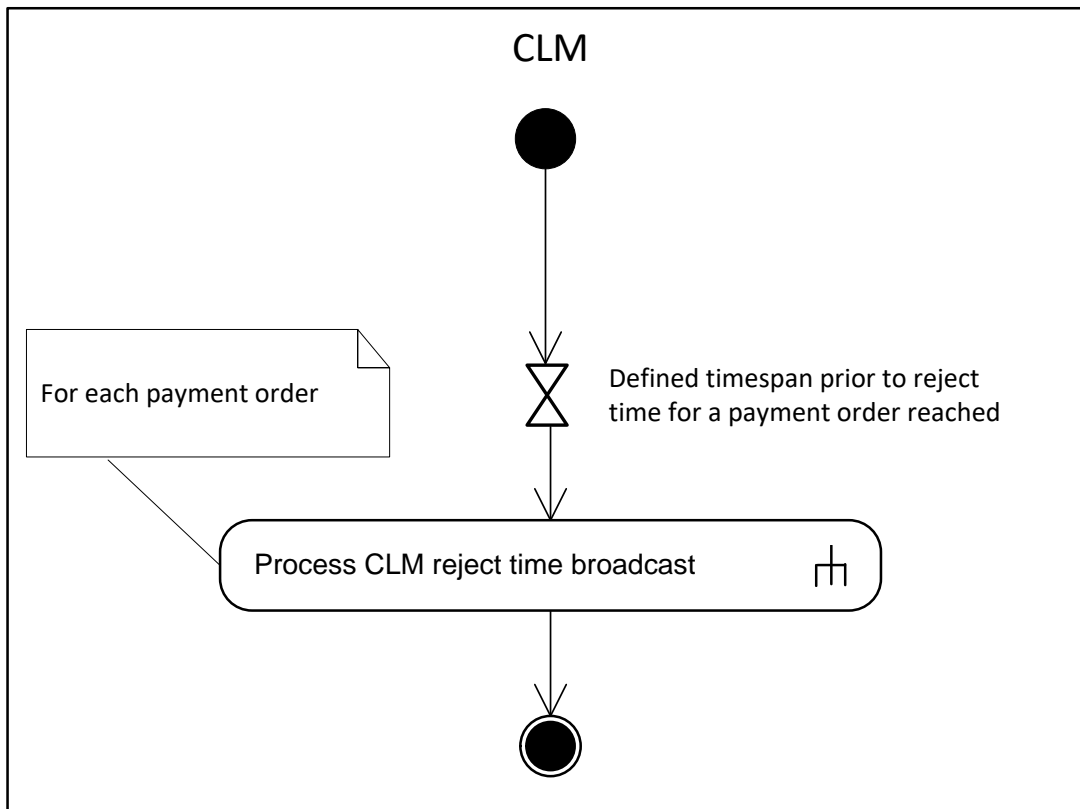 CLM
For each payment order
Defined timespan prior to reject
time for a payment order reached
Process CLM reject time broadcast